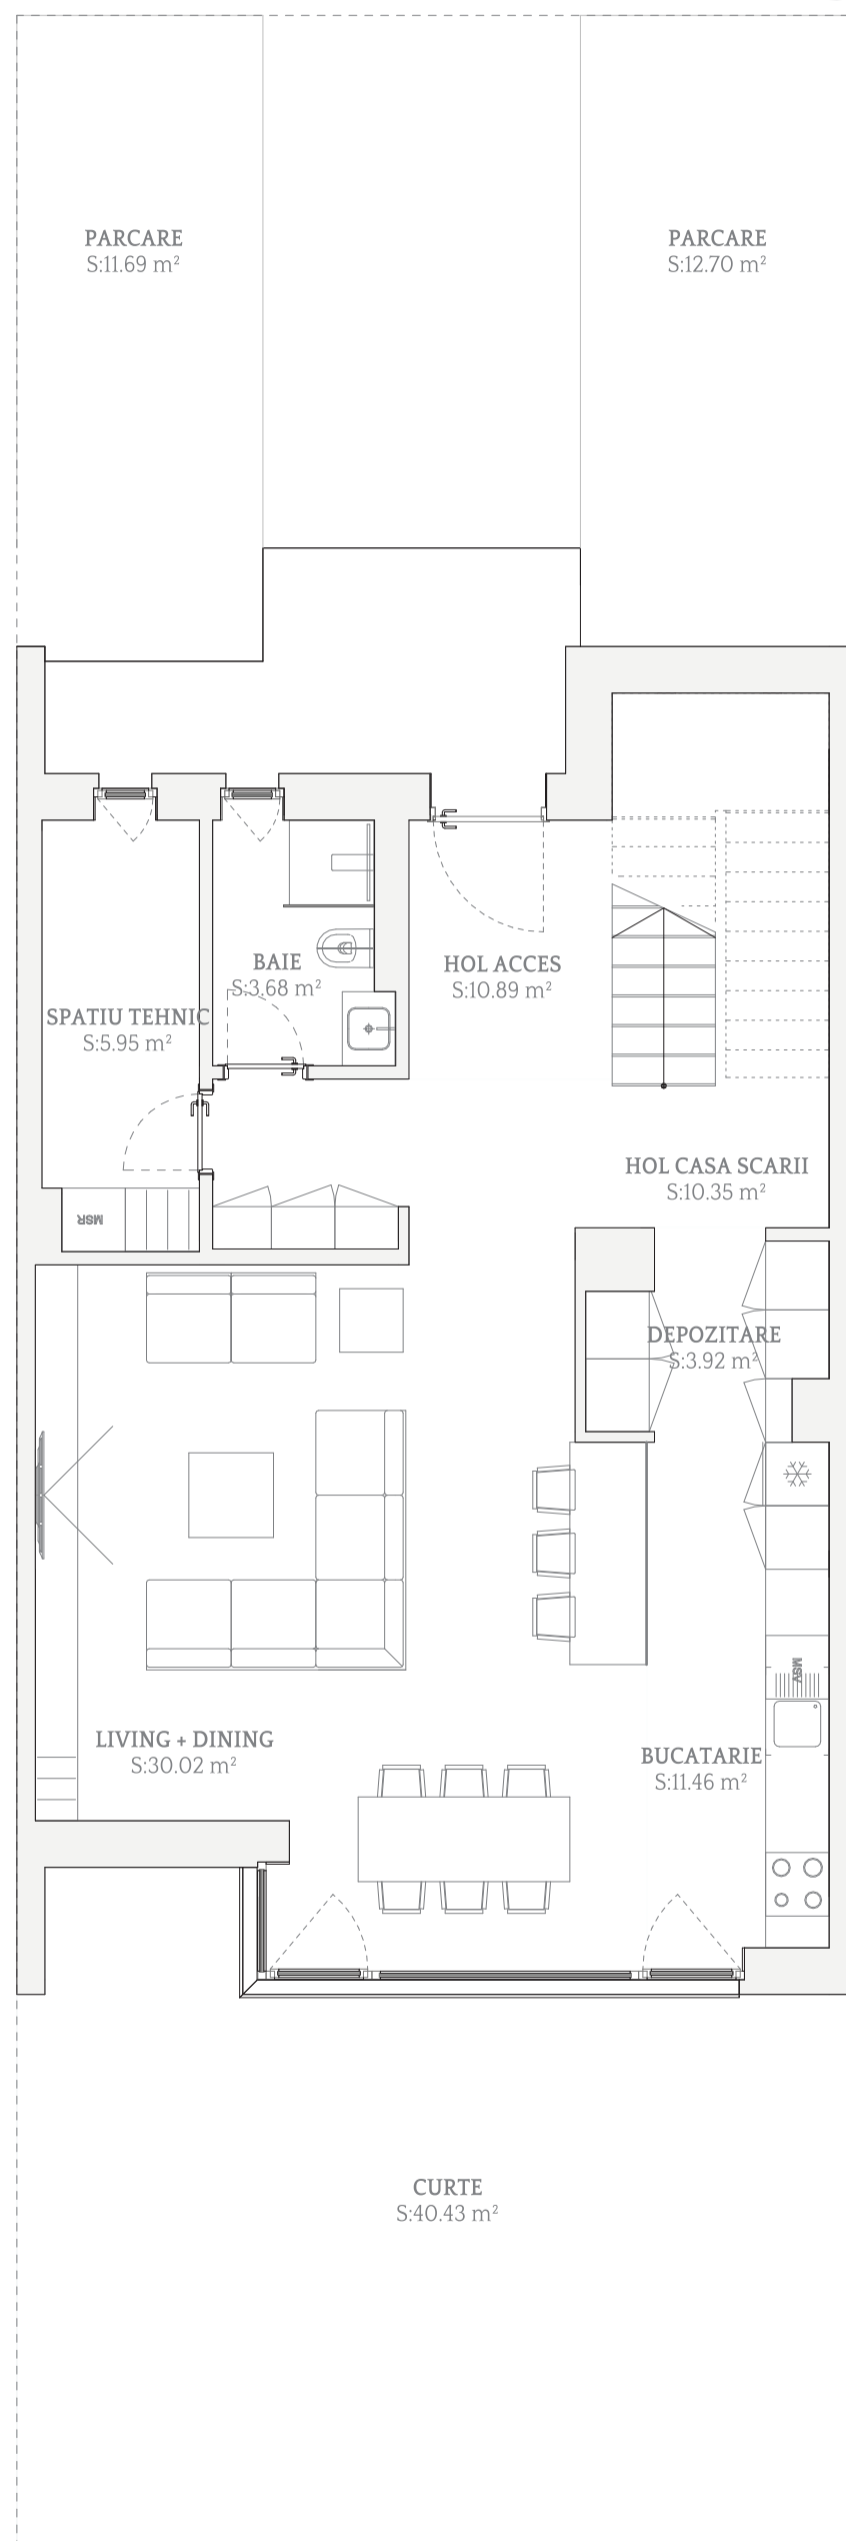 PARCARE
S:11.69 m²
PARCARE
S:12.70 m²
BAIE
S:3.68 m²
HOL ACCES
S:10.89 m²
SPATIU TEHNIC
S:5.95 m²
HOL CASA SCARII
S:10.35 m²
MSR
DEPOZITARE
S:3.92 m²
MSV
LIVING + DINING
S:30.02 m²
BUCATARIE
S:11.46 m²
CURTE
S:40.43 m²